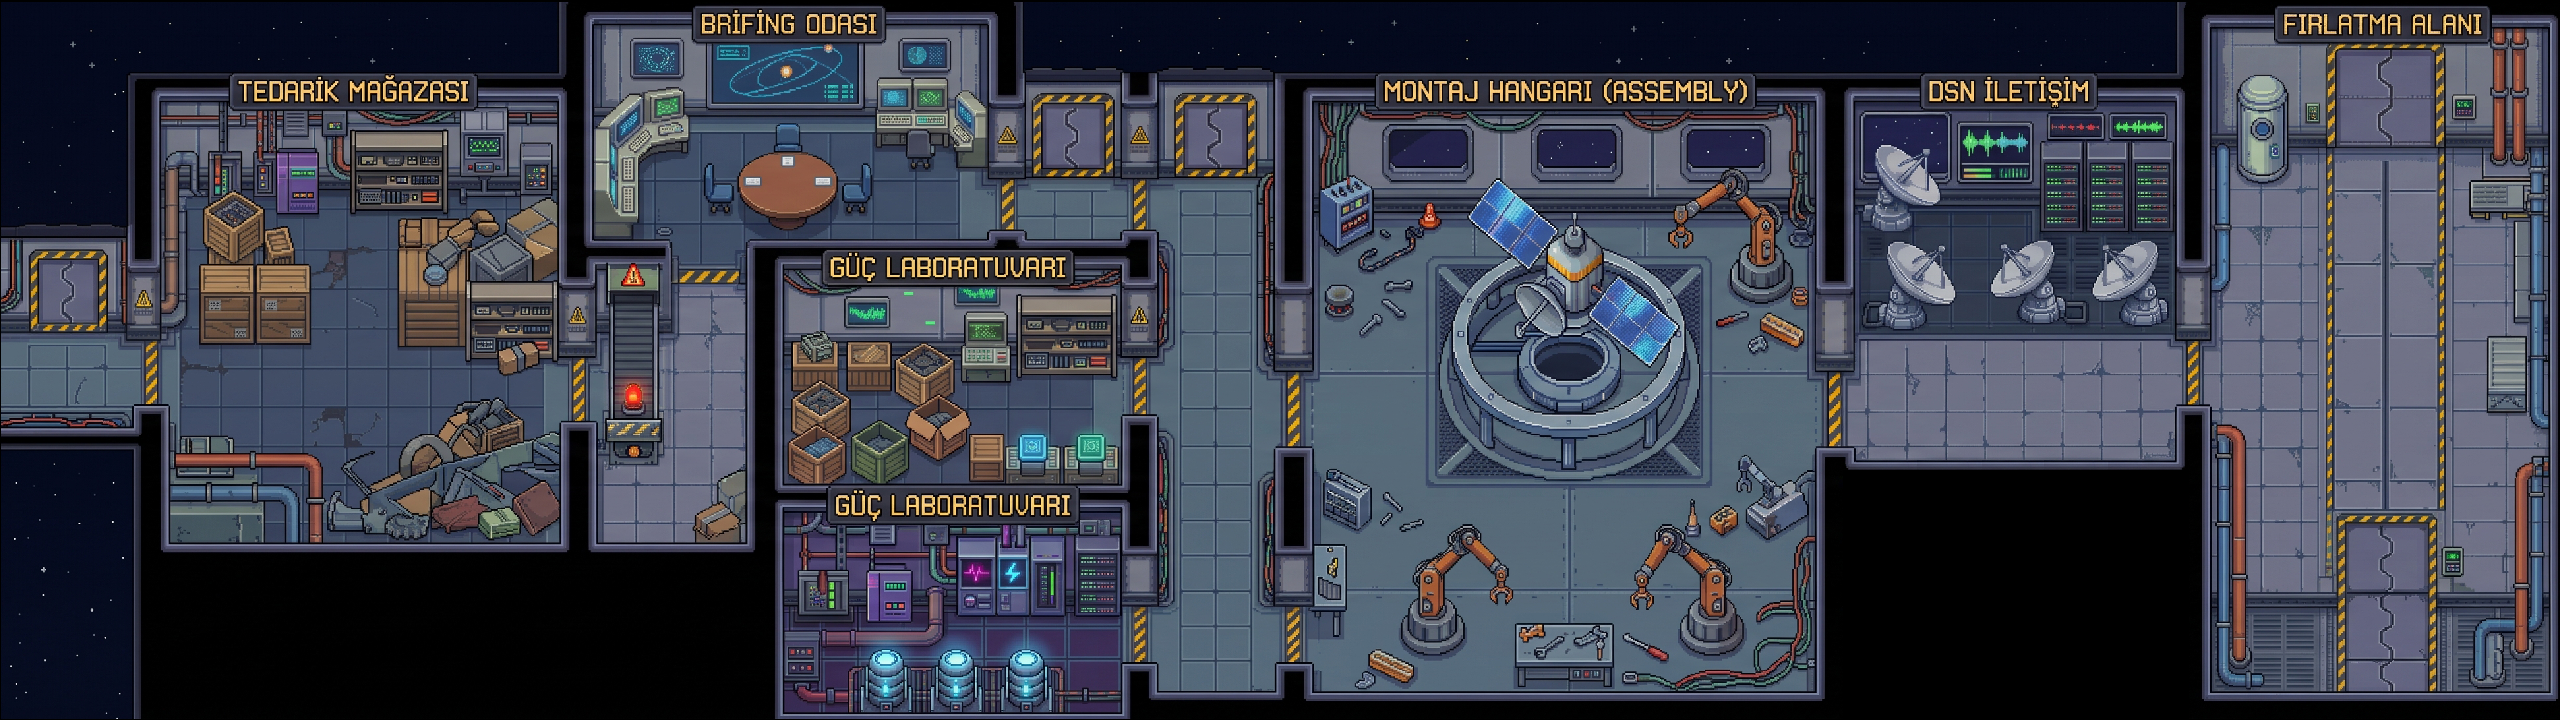 TEDARİK MAĞAZASI
BRİFİNG ODASI
GÜÇ LABORATUVARI
GÜÇ LABORATUVARI
MONTAJ HANGARI (ASSEMBLY)
DSN İLETİŞİM
FIRLATMA ALANI